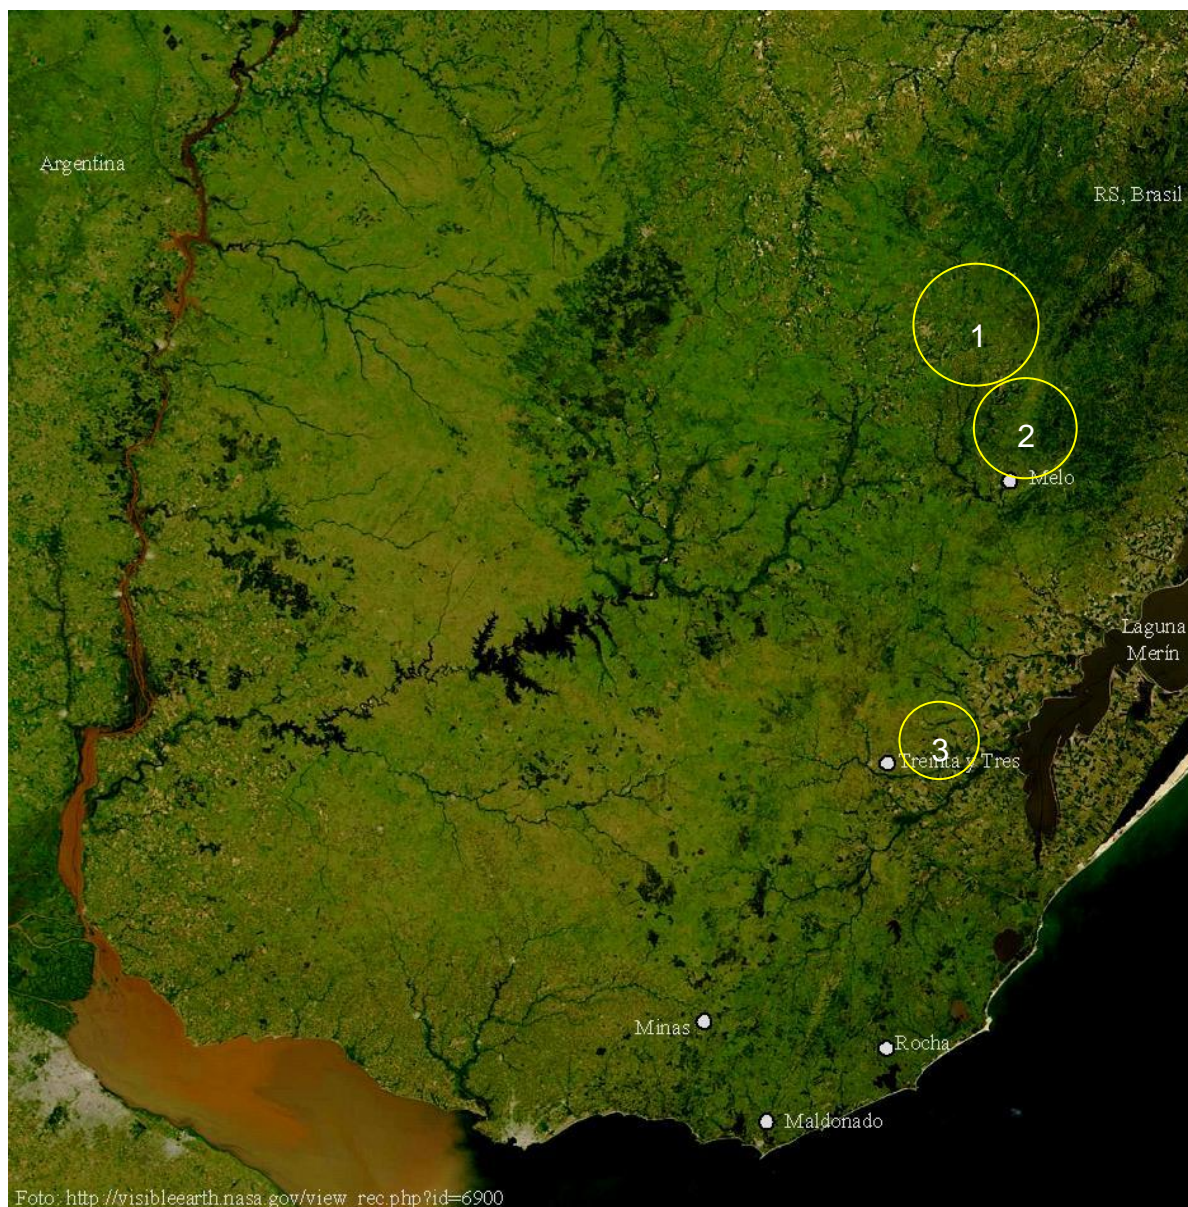 Argentina
RS, Brasil
1
2
Melo
Laguna
Merín
3
Treinta y Tres
Minas
Rocha
Maldonado
Foto: http://visibleearth.nasa.gov/view_rec.php?id=6900